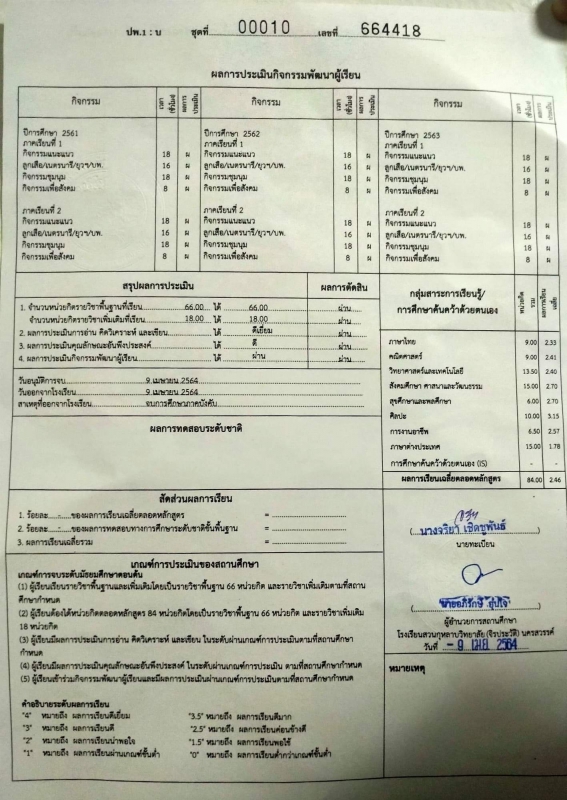 ปพ.1 : บ ชุดที่ 00010 เลขที่ 664418
ผลการประเมินกิจกรรมพัฒนาผู้เรียน
กิจกรรม เวลา (ชั่วโมง) ผลการประเมิน กิจกรรม เวลา (ชั่วโมง) ผลการประเมิน กิจกรรม เวลา (ชั่วโมง) ผลการประเมิน
ปีการศึกษา 2561 ปีการศึกษา 2562 ปีการศึกษา 2563
ภาคเรียนที่ 1 ภาคเรียนที่ 1 ภาคเรียนที่ 1
กิจกรรมแนะแนว 18 ผ กิจกรรมแนะแนว 18 ผ กิจกรรมแนะแนว 18 ผ
ลูกเสือ/เนตรนารี/ยุวฯ/บพ. 16 ผ ลูกเสือ/เนตรนารี/ยุวฯ/บพ. 16 ผ ลูกเสือ/เนตรนารี/ยุวฯ/บพ. 16 ผ
กิจกรรมชุมนุม 18 ผ กิจกรรมชุมนุม 18 ผ กิจกรรมชุมนุม 18 ผ
กิจกรรมเพื่อสังคม 8 ผ กิจกรรมเพื่อสังคม 8 ผ กิจกรรมเพื่อสังคม 8 ผ
ภาคเรียนที่ 2 ภาคเรียนที่ 2 ภาคเรียนที่ 2
กิจกรรมแนะแนว 18 ผ กิจกรรมแนะแนว 18 ผ กิจกรรมแนะแนว 18 ผ
ลูกเสือ/เนตรนารี/ยุวฯ/บพ. 16 ผ ลูกเสือ/เนตรนารี/ยุวฯ/บพ. 16 ผ ลูกเสือ/เนตรนารี/ยุวฯ/บพ. 16 ผ
กิจกรรมชุมนุม 18 ผ กิจกรรมชุมนุม 18 ผ กิจกรรมชุมนุม 18 ผ
กิจกรรมเพื่อสังคม 8 ผ กิจกรรมเพื่อสังคม 8 ผ กิจกรรมเพื่อสังคม 8 ผ
สรุปผลการประเมิน ผลการตัดสิน
1. จำนวนหน่วยกิตรายวิชาพื้นฐานที่เรียน 66.00 ได้ 66.00 ผ่าน
จำนวนหน่วยกิตรายวิชาเพิ่มเติมที่เรียน 18.00 ได้ 18.00 ผ่าน
2. ผลการประเมินการอ่าน คิดวิเคราะห์ และเขียน ได้ ดีเยี่ยม ผ่าน
3. ผลการประเมินคุณลักษณะอันพึงประสงค์ ได้ ดี ผ่าน
4. ผลการประเมินกิจกรรมพัฒนาผู้เรียน ได้ ผ่าน ผ่าน
วันอนุมัติการจบ 9 เมษายน 2564
วันออกจากโรงเรียน 9 เมษายน 2564
สาเหตุที่ออกจากโรงเรียน จบการศึกษาภาคบังคับ
ผลการทดสอบระดับชาติ
กลุ่มสาระการเรียนรู้/ การศึกษาค้นคว้าด้วยตนเอง หน่วยกิตรวม ผลการเรียนเฉลี่ย
ภาษาไทย 9.00 2.33
คณิตศาสตร์ 9.00 2.41
วิทยาศาสตร์และเทคโนโลยี 13.50 2.40
สังคมศึกษา ศาสนาและวัฒนธรรม 15.00 2.70
สุขศึกษาและพลศึกษา 6.00 2.70
ศิลปะ 10.00 3.15
การงานอาชีพ 6.50 2.57
ภาษาต่างประเทศ 15.00 1.78
การศึกษาค้นคว้าด้วยตนเอง (IS) - -
ผลการเรียนเฉลี่ยตลอดหลักสูตร 84.00 2.46
สัดส่วนผลการเรียน
1. ร้อยละ...-...ของผลการเรียนเฉลี่ยตลอดหลักสูตร =
2. ร้อยละ...-...ของผลการทดสอบทางการศึกษาระดับชาติขั้นพื้นฐาน =
3. ผลการเรียนเฉลี่ยรวม =
(นางจริยา เชิดชูพันธ์)
นายทะเบียน
ผู้อำนวยการสถานศึกษา
โรงเรียนสวนกุหลาบวิทยาลัย (จิรประวัติ) นครสวรรค์
วันที่ - 9 เม.ย. 2564
หมายเหตุ
เกณฑ์การประเมินของสถานศึกษา
เกณฑ์การจบระดับมัธยมศึกษาตอนต้น
(1) ผู้เรียนเรียนรายวิชาพื้นฐานและเพิ่มเติมโดยเป็นรายวิชาพื้นฐาน 66 หน่วยกิต และรายวิชาเพิ่มเติมตามที่สถาน
ศึกษากำหนด
(2) ผู้เรียนต้องได้หน่วยกิตตลอดหลักสูตร 84 หน่วยกิตโดยเป็นรายวิชาพื้นฐาน 66 หน่วยกิต และรายวิชาเพิ่มเติม
18 หน่วยกิต
(3) ผู้เรียนมีผลการประเมินการอ่าน คิดวิเคราะห์ และเขียน ในระดับผ่านเกณฑ์การประเมินตามที่สถานศึกษา
กำหนด
(4) ผู้เรียนมีผลการประเมินคุณลักษณะอันพึงประสงค์ ในระดับผ่านเกณฑ์การประเมิน ตามที่สถานศึกษากำหนด
(5) ผู้เรียนเข้าร่วมกิจกรรมพัฒนาผู้เรียนและมีผลการประเมินผ่านเกณฑ์การประเมินตามที่สถานศึกษากำหนด
คำอธิบายระดับผลการเรียน
"4" หมายถึง ผลการเรียนดีเยี่ยม "3.5" หมายถึง ผลการเรียนดีมาก
"3" หมายถึง ผลการเรียนดี "2.5" หมายถึง ผลการเรียนค่อนข้างดี
"2" หมายถึง ผลการเรียนน่าพอใจ "1.5" หมายถึง ผลการเรียนพอใช้
"1" หมายถึง ผลการเรียนผ่านเกณฑ์ขั้นต่ำ "0" หมายถึง ผลการเรียนต่ำกว่าเกณฑ์ขั้นต่ำ